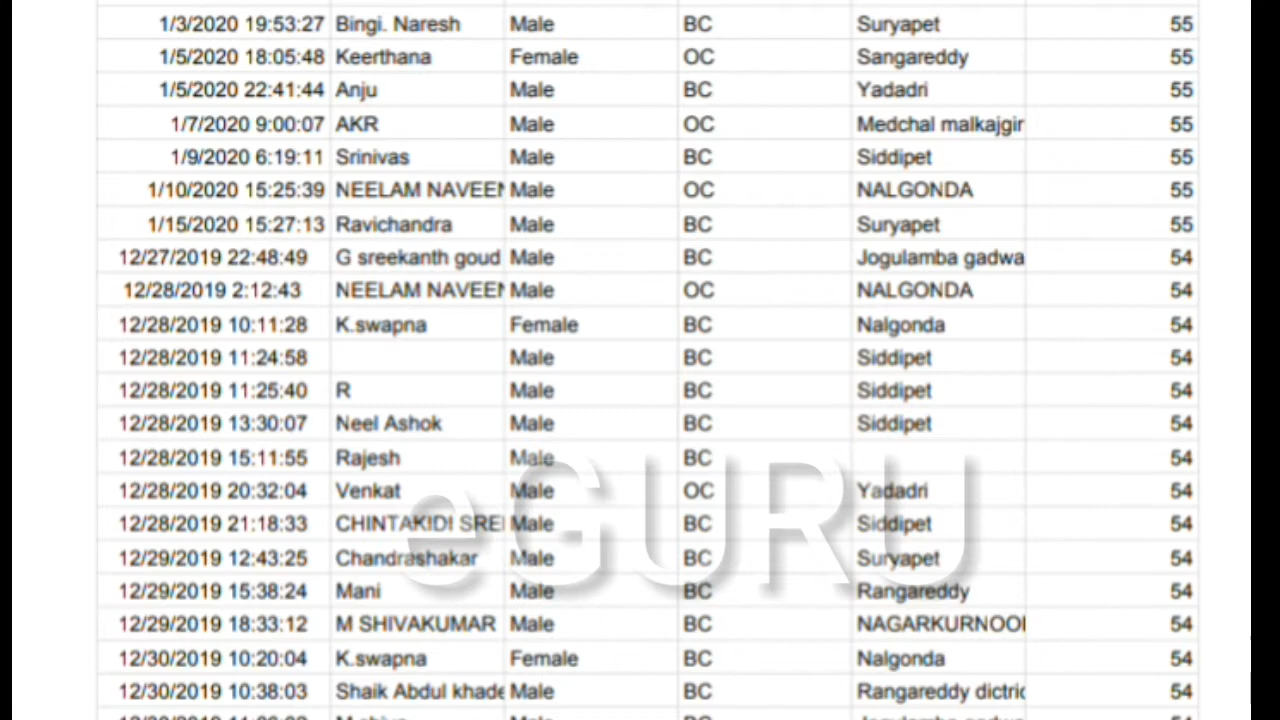 1/3/2020 19:53:27 Bingi. Naresh Male BC Suryapet 55
1/5/2020 18:05:48 Keerthana Female OC Sangareddy 55
1/5/2020 22:41:44 Anju Male BC Yadadri 55
1/7/2020 9:00:07 AKR Male OC Medchal malkajgir 55
1/9/2020 6:19:11 Srinivas Male BC Siddipet 55
1/10/2020 15:25:39 NEELAM NAVEEN Male OC NALGONDA 55
1/15/2020 15:27:13 Ravichandra Male BC Suryapet 55
12/27/2019 22:48:49 G sreekanth goud Male BC Jogulamba gadwa 54
12/28/2019 2:12:43 NEELAM NAVEEN Male OC NALGONDA 54
12/28/2019 10:11:28 K.swapna Female BC Nalgonda 54
12/28/2019 11:24:58 Male BC Siddipet 54
12/28/2019 11:25:40 R Male BC Siddipet 54
12/28/2019 13:30:07 Neel Ashok Male BC Siddipet 54
12/28/2019 15:11:55 Rajesh Male BC 54
12/28/2019 20:32:04 Venkat Male OC Yadadri 54
12/28/2019 21:18:33 CHINTAKIDI SRE Male BC Siddipet 54
eGURU
12/29/2019 12:43:25 Chandrashakar Male BC Suryapet 54
12/29/2019 15:38:24 Mani Male BC Rangareddy 54
12/29/2019 18:33:12 M SHIVAKUMAR Male BC NAGARKURNOO 54
12/30/2019 10:20:04 K.swapna Female BC Nalgonda 54
12/30/2019 10:38:03 Shaik Abdul khade Male BC Rangareddy dictric 54